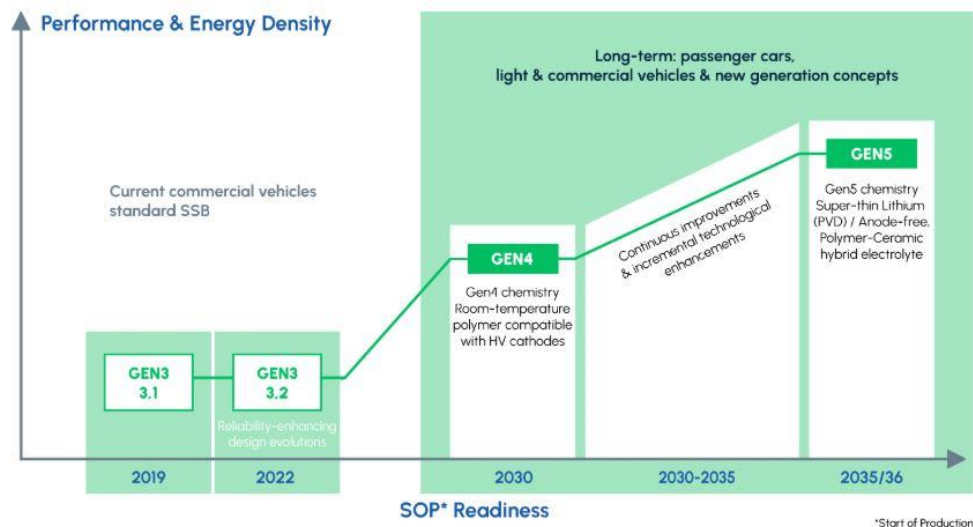 Performance & Energy Density
Long-term: passenger cars,
light & commercial vehicles & new generation concepts
Current commercial vehicles
standard SSB
GEN3
3.1
GEN3
3.2
Reliability-enhancing
design evolutions
GEN4
Gen4 chemistry
Room-temperature
polymer compatible
with HV cathodes
Continuous improvements
& incremental technological
enhancements
GEN5
Gen5 chemistry
Super-thin Lithium
(PVD) / Anode-free,
Polymer-Ceramic
hybrid electrolyte
2019
2022
2030
2030-2035
2035/36
SOP* Readiness
*Start of Production